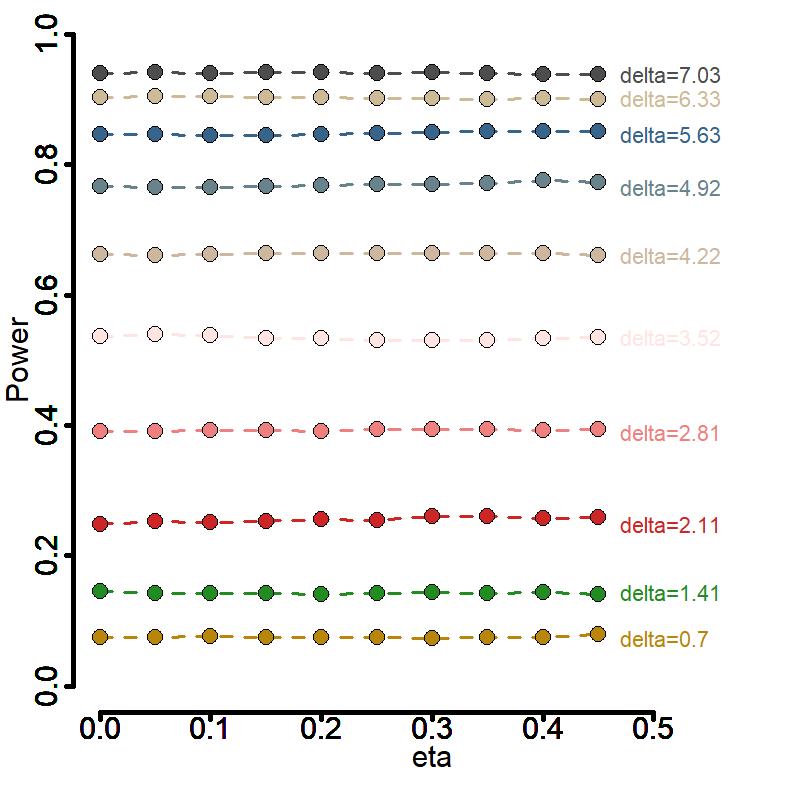 1.0
0.8
0.6
0.4
0.2
0.0
Power
delta=7.03
delta=6.33
delta=5.63
delta=4.92
delta=4.22
delta=3.52
delta=2.81
delta=2.11
delta=1.41
delta=0.7
0.0 0.1 0.2 0.3 0.4 0.5
eta